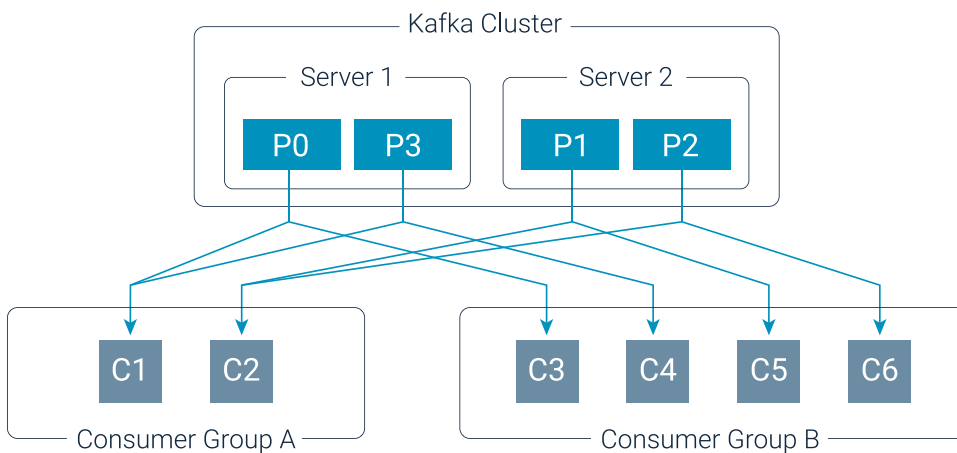 Kafka Cluster
Server 1
Server 2
P0
P3
P1
P2
C1
C2
C3
C4
C5
C6
Consumer Group A
Consumer Group B